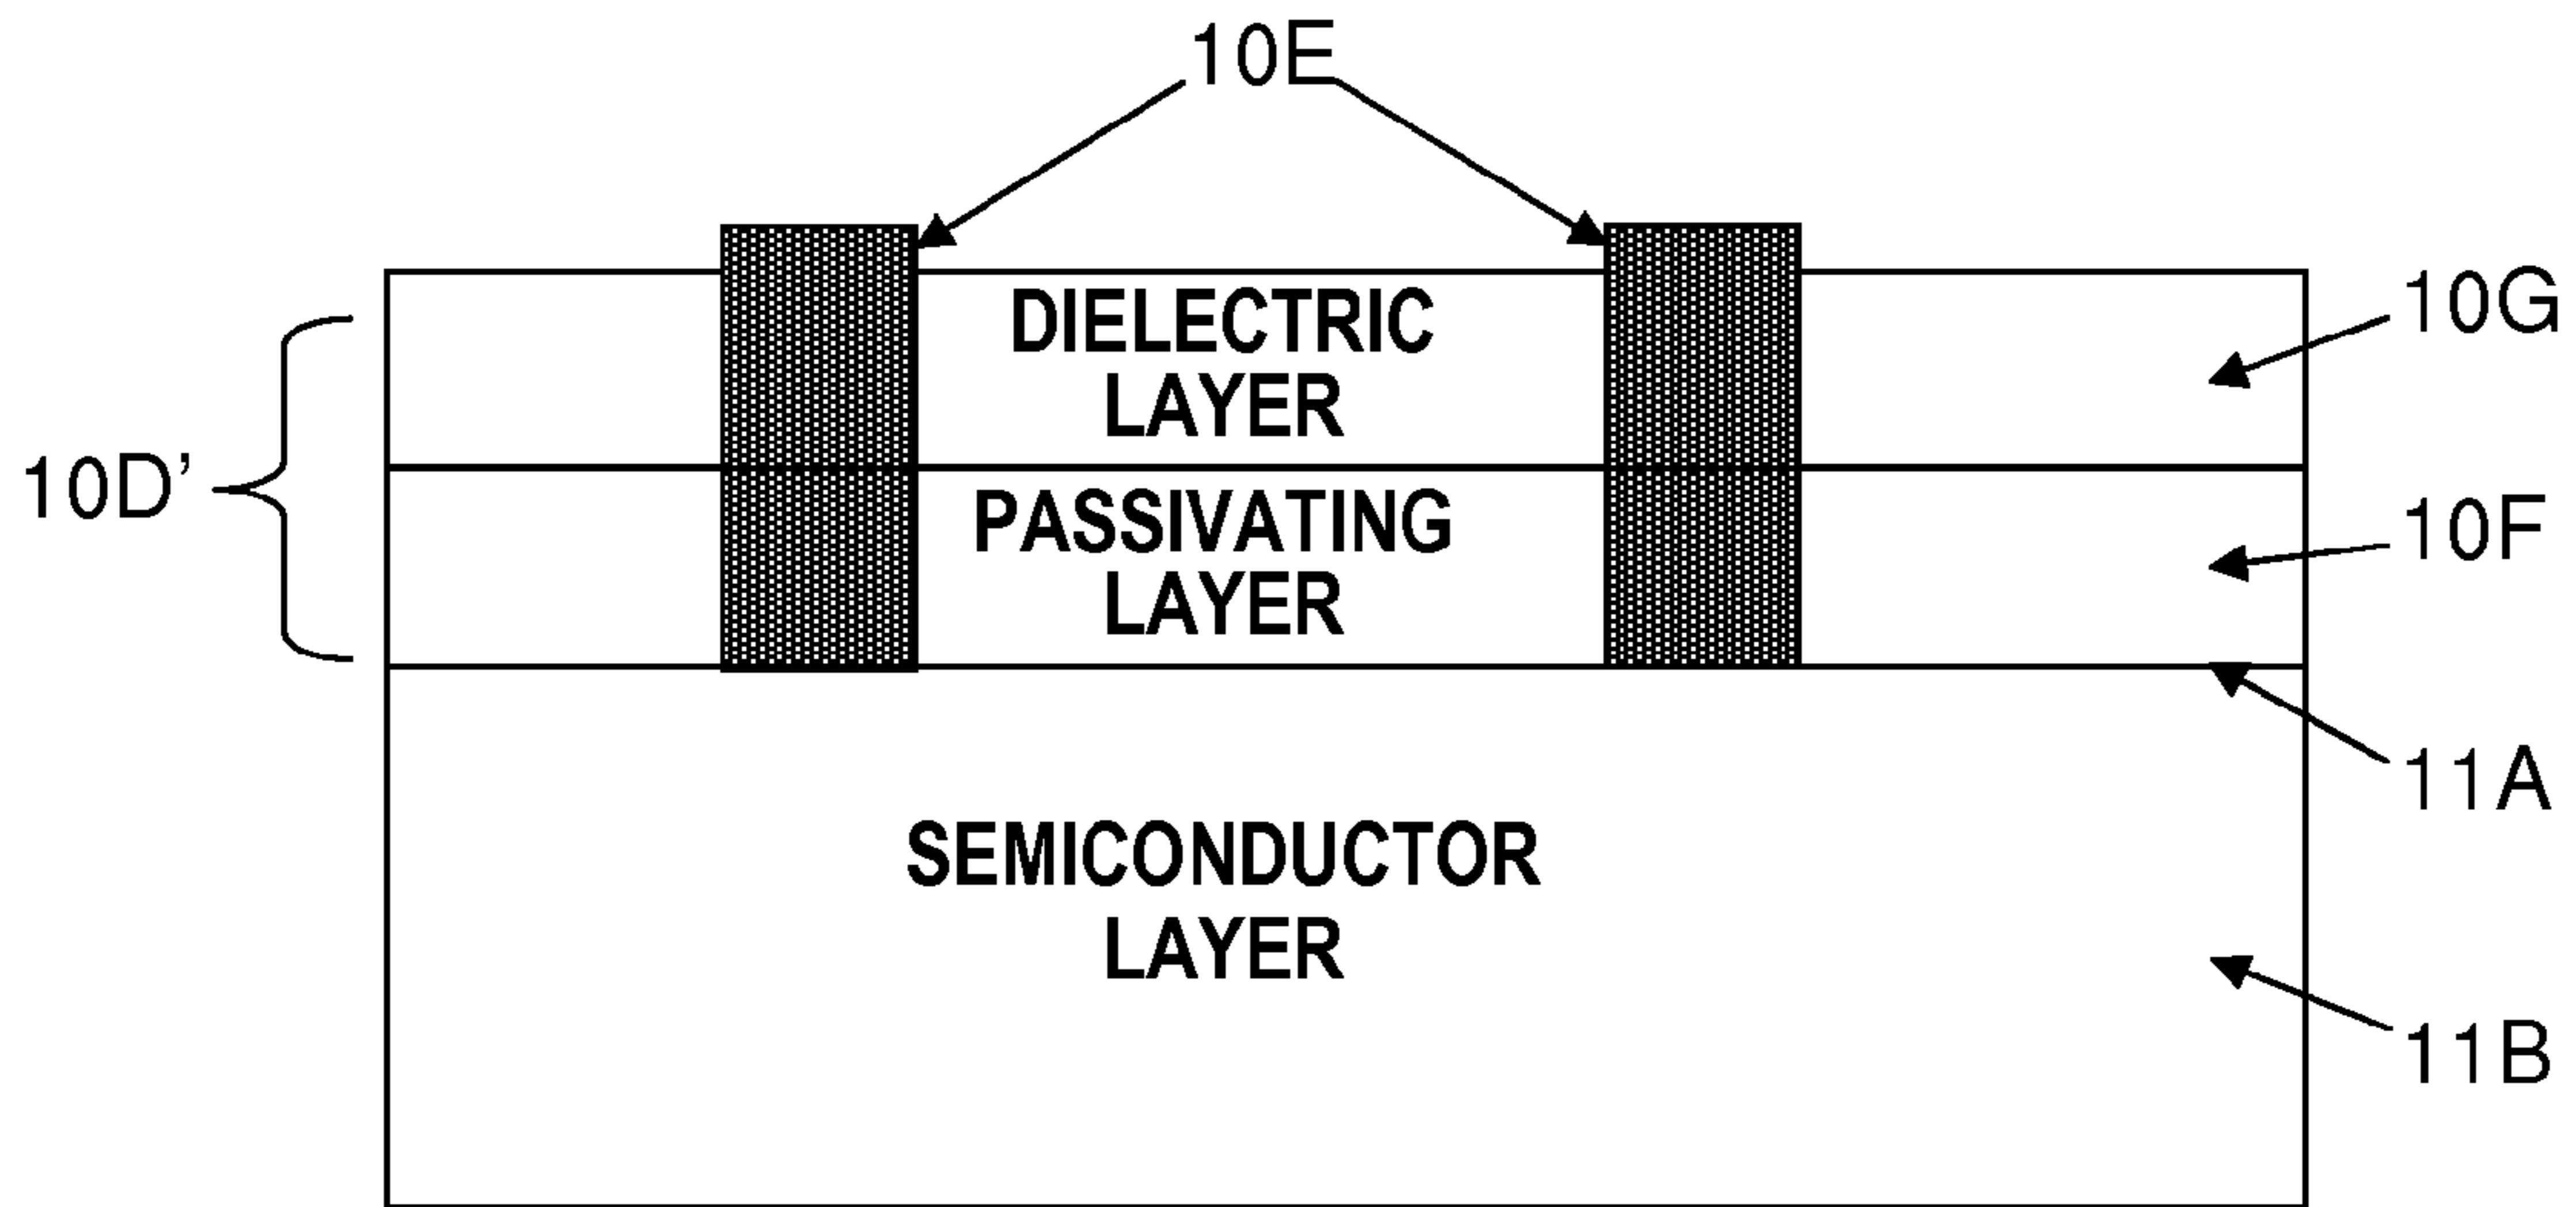 10E
DIELECTRIC
LAYER
10G
10D’
PASSIVATING
LAYER
10F
11A
SEMICONDUCTOR
LAYER
11B